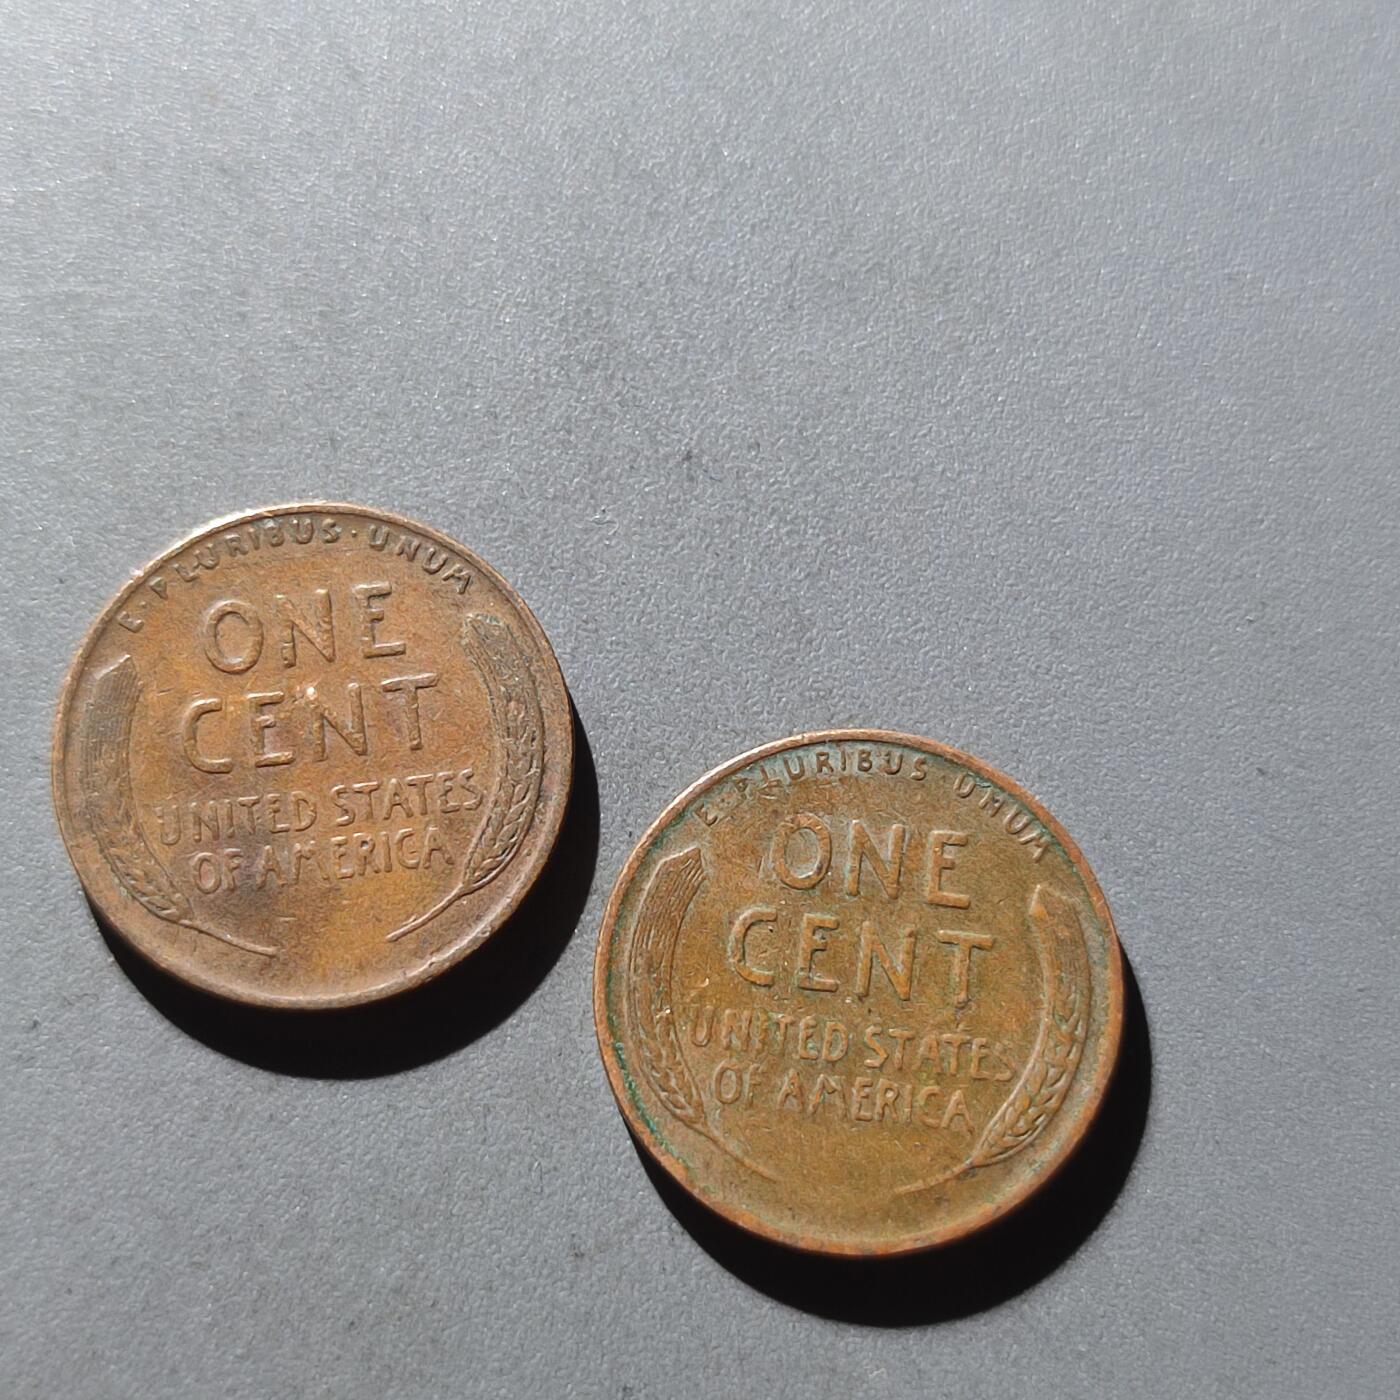 E·PLURIBUS·UNUM
ONE
CENT
UNITED STATES
OF AMERICA
E·PLURIBUS·UNUM
ONE
CENT
UNITED STATES
OF AMERICA